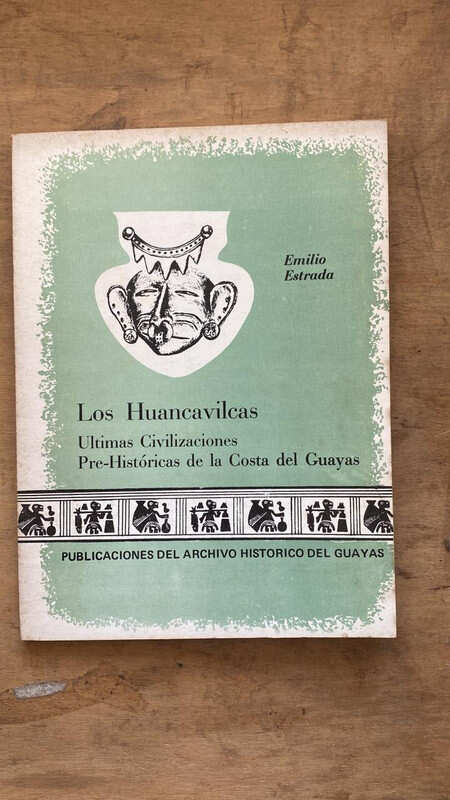 Emilio
Estrada
Los Huancavilcas
Ultimas Civilizaciones
Pre-Históricas de la Costa del Guayas
PUBLICACIONES DEL ARCHIVO HISTORICO DEL GUAYAS